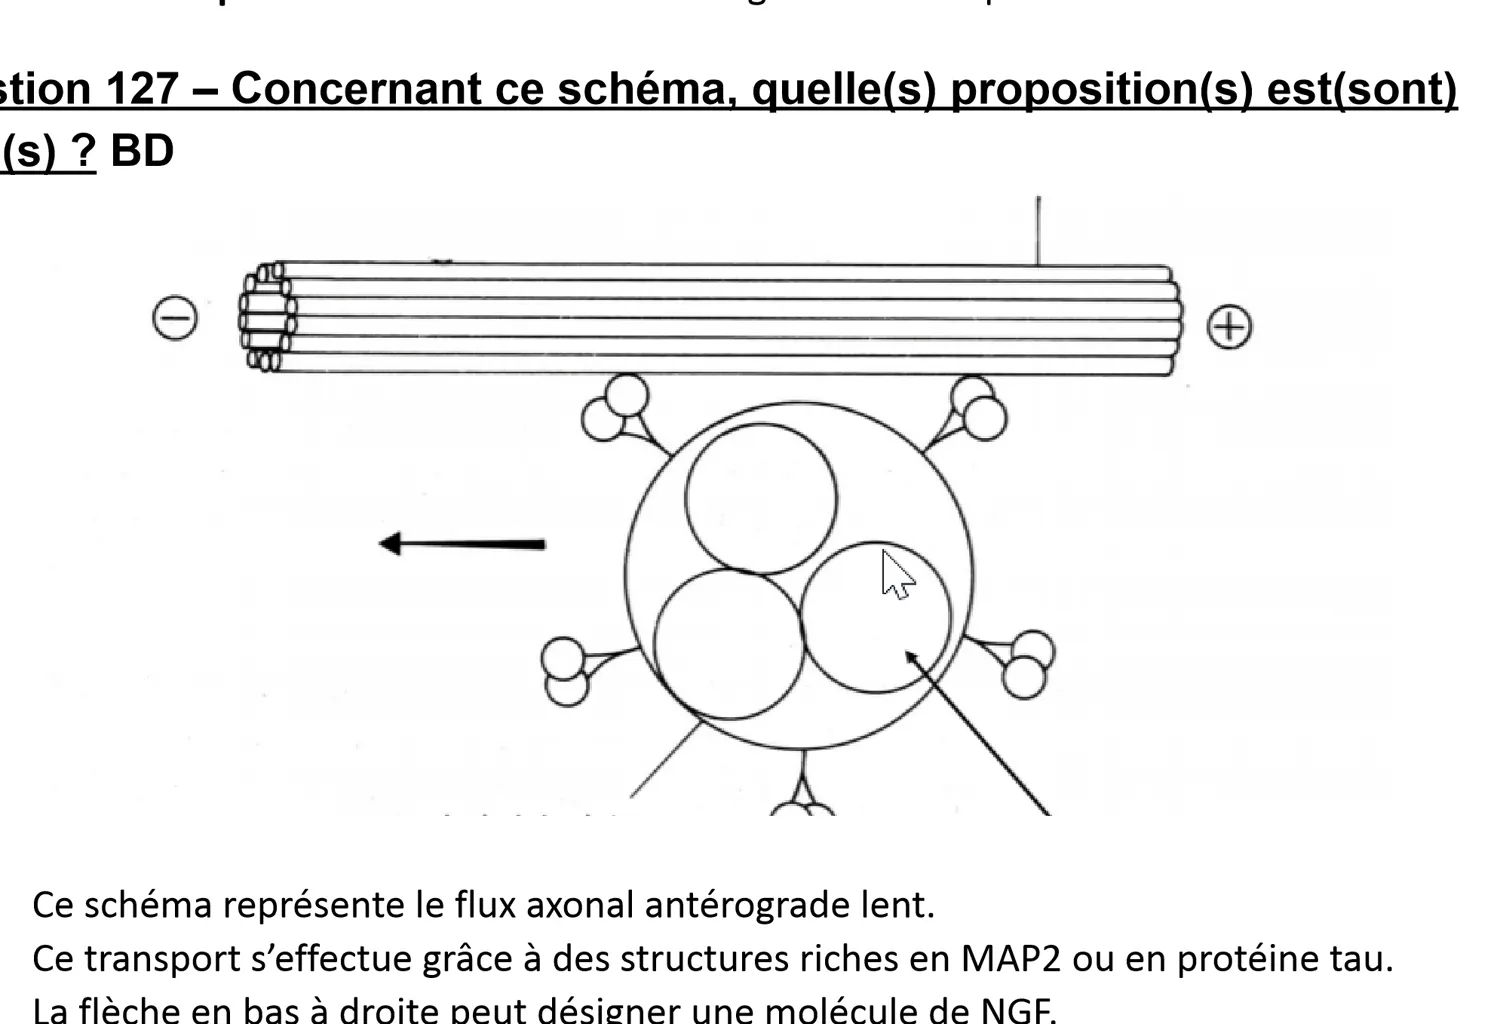 stion 127 – Concernant ce schéma, quelle(s) proposition(s) est(sont)
(s) ? BD
−
+
Ce schéma représente le flux axonal antérograde lent.
Ce transport s’effectue grâce à des structures riches en MAP2 ou en protéine tau.
La flèche en bas à droite peut désigner une molécule de NGF.